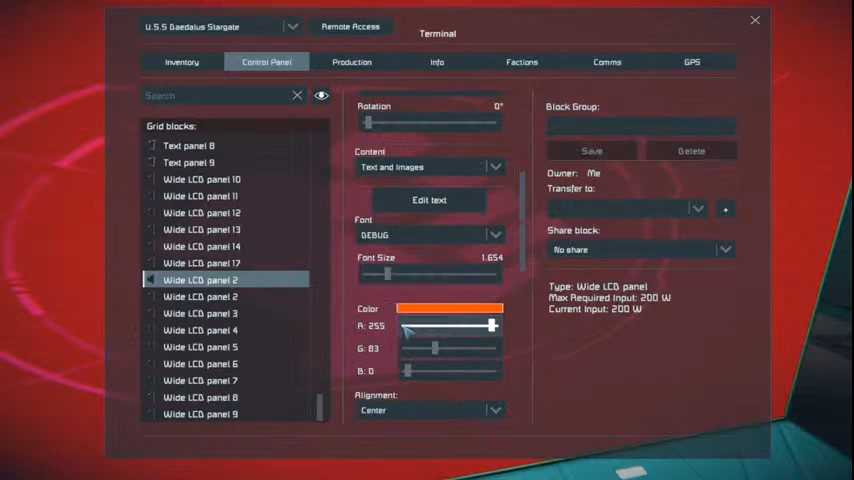 U.S.S Daedalus Stargate
Remote Access
Terminal
Inventory
Control Panel
Production
Info
Factions
Comms
GPS
Search
Grid blocks:
Text panel 8
Text panel 9
Wide LCD panel 10
Wide LCD panel 11
Wide LCD panel 12
Wide LCD panel 13
Wide LCD panel 14
Wide LCD panel 17
Wide LCD panel 2
Wide LCD panel 2
Wide LCD panel 3
Wide LCD panel 4
Wide LCD panel 5
Wide LCD panel 6
Wide LCD panel 7
Wide LCD panel 8
Wide LCD panel 9
Rotation 0°
Content
Text and Images
Edit text
Font
DEBUG
Font Size 1.654
Color
R: 255
G: 83
B: 0
Alignment:
Center
Block Group:
Save
Delete
Owner: Me
Transfer to:
+
Share block:
No share
Type: Wide LCD panel
Max Required Input: 200 W
Current Input: 200 W